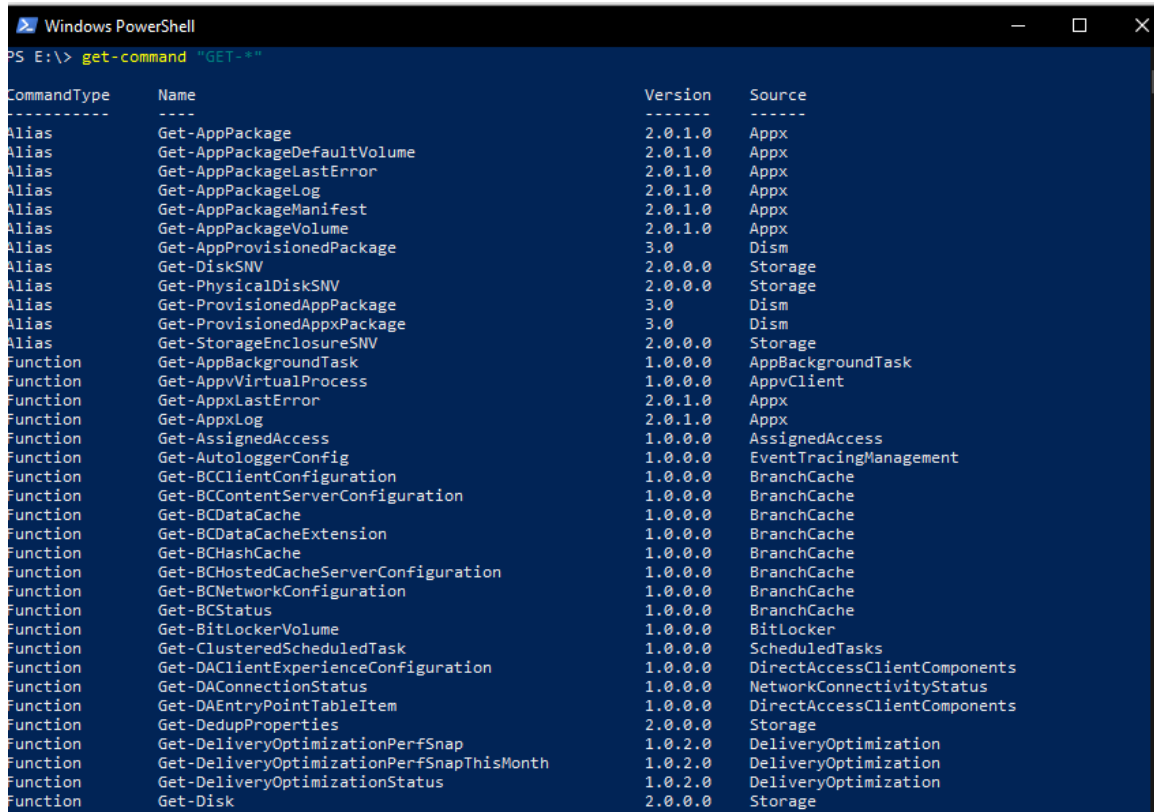 Windows PowerShell
PS E:\> get-command "GET-*"
CommandType Name Version Source
----------- ---- ------- ------
Alias Get-AppPackage 2.0.1.0 Appx
Alias Get-AppPackageDefaultVolume 2.0.1.0 Appx
Alias Get-AppPackageLastError 2.0.1.0 Appx
Alias Get-AppPackageLog 2.0.1.0 Appx
Alias Get-AppPackageManifest 2.0.1.0 Appx
Alias Get-AppPackageVolume 2.0.1.0 Appx
Alias Get-AppProvisionedPackage 3.0 Dism
Alias Get-DiskSNV 2.0.0.0 Storage
Alias Get-PhysicalDiskSNV 2.0.0.0 Storage
Alias Get-ProvisionedAppPackage 3.0 Dism
Alias Get-ProvisionedAppxPackage 3.0 Dism
Alias Get-StorageEnclosureSNV 2.0.0.0 Storage
Function Get-AppBackgroundTask 1.0.0.0 AppBackgroundTask
Function Get-AppvVirtualProcess 1.0.0.0 AppvClient
Function Get-AppxLastError 2.0.1.0 Appx
Function Get-AppxLog 2.0.1.0 Appx
Function Get-AssignedAccess 1.0.0.0 AssignedAccess
Function Get-AutologgerConfig 1.0.0.0 EventTracingManagement
Function Get-BCClientConfiguration 1.0.0.0 BranchCache
Function Get-BCContentServerConfiguration 1.0.0.0 BranchCache
Function Get-BCDataCache 1.0.0.0 BranchCache
Function Get-BCDataCacheExtension 1.0.0.0 BranchCache
Function Get-BCHashCache 1.0.0.0 BranchCache
Function Get-BCHostedCacheServerConfiguration 1.0.0.0 BranchCache
Function Get-BCNetworkConfiguration 1.0.0.0 BranchCache
Function Get-BCStatus 1.0.0.0 BranchCache
Function Get-BitLockerVolume 1.0.0.0 BitLocker
Function Get-ClusteredScheduledTask 1.0.0.0 ScheduledTasks
Function Get-DAClientExperienceConfiguration 1.0.0.0 DirectAccessClientComponents
Function Get-DAConnectionStatus 1.0.0.0 NetworkConnectivityStatus
Function Get-DAEntryPointTableItem 1.0.0.0 DirectAccessClientComponents
Function Get-DedupProperties 2.0.0.0 Storage
Function Get-DeliveryOptimizationPerfSnap 1.0.2.0 DeliveryOptimization
Function Get-DeliveryOptimizationPerfSnapThisMonth 1.0.2.0 DeliveryOptimization
Function Get-DeliveryOptimizationStatus 1.0.2.0 DeliveryOptimization
Function Get-Disk 2.0.0.0 Storage